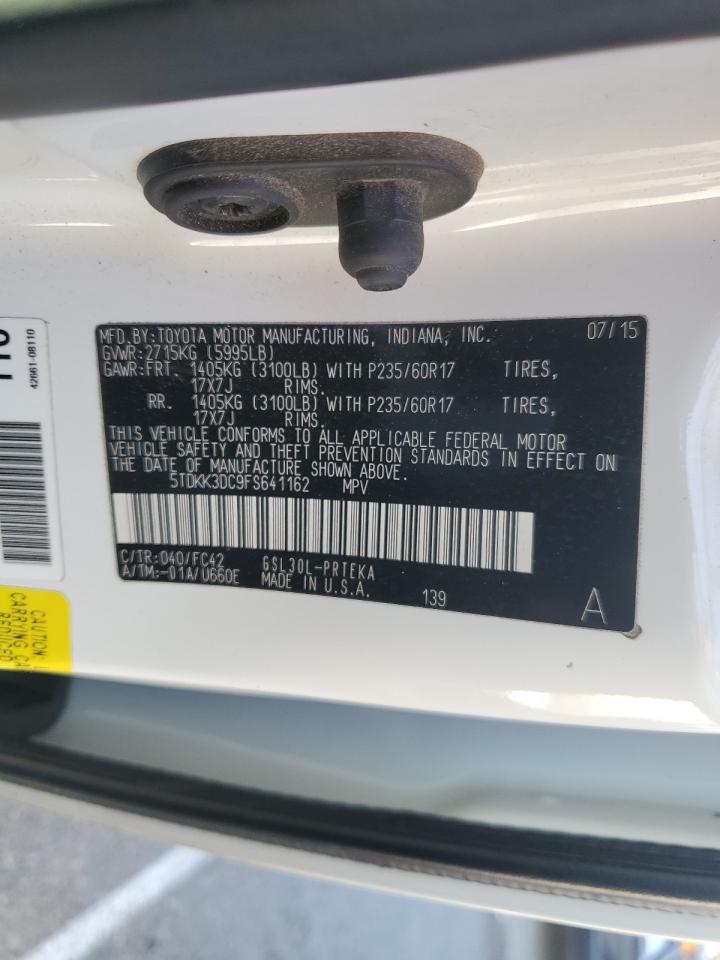 MFD.BY:TOYOTA MOTOR MANUFACTURING, INDIANA, INC. 07/15
GVWR:2715KG (5995LB)
GAWR:FRT. 1405KG (3100LB) WITH P235/60R17 TIRES,
17X7J RIMS.
RR. 1405KG (3100LB) WITH P235/60R17 TIRES,
17X7J RIMS.
THIS VEHICLE CONFORMS TO ALL APPLICABLE FEDERAL MOTOR
VEHICLE SAFETY AND THEFT PREVENTION STANDARDS IN EFFECT ON
THE DATE OF MANUFACTURE SHOWN ABOVE.
5TDKK3DC9FS641162 MPV
C/TR:040/FC42 GSL30L-PRTEKA
A/TM:-01A/U660E MADE IN U.S.A. 139 A
42661-08110
CAUTION
CARRYING
REDUCED